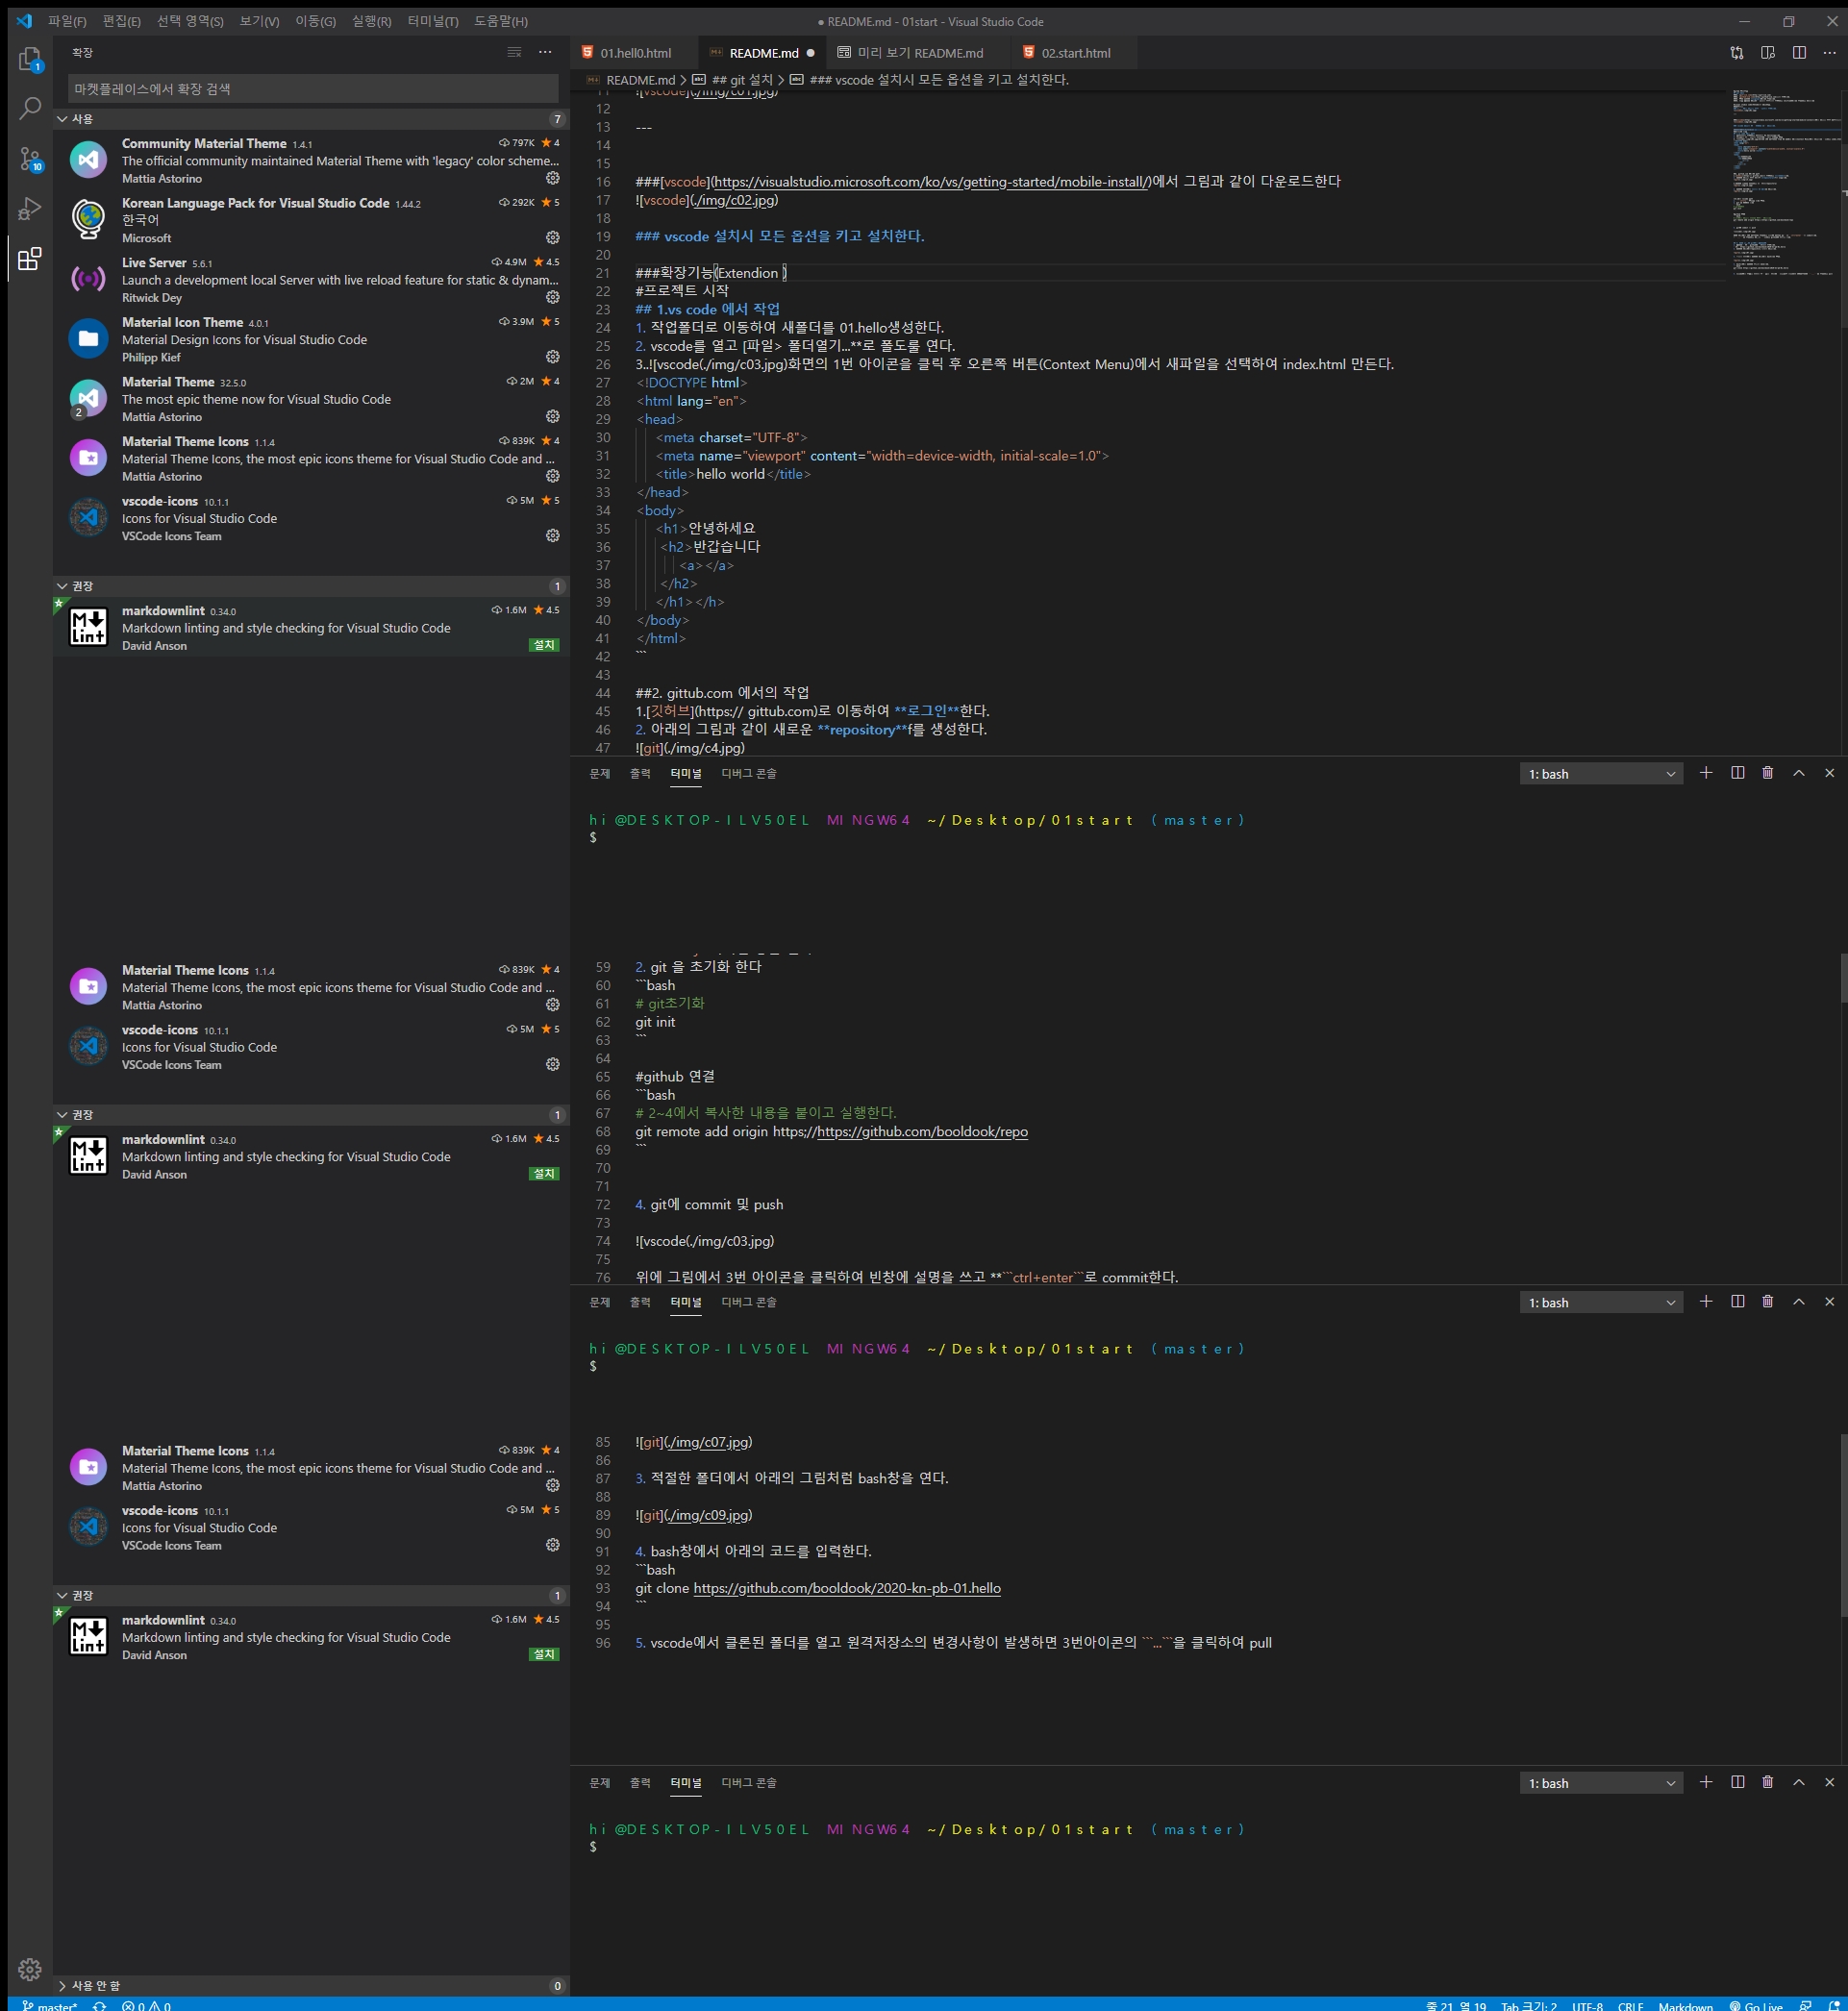 파일(F) 편집(E) 선택 영역(S) 보기(V) 이동(G) 실행(R) 터미널(T) 도움말(H)
● README.md - 01start - Visual Studio Code
확장
마켓플레이스에서 확장 검색
사용 7
Community Material Theme 1.4.1 797K 4
The official community maintained Material Theme with 'legacy' color scheme...
Mattia Astorino
Korean Language Pack for Visual Studio Code 1.44.2 292K 5
한국어
Microsoft
Live Server 5.6.1 4.9M 4.5
Launch a development local Server with live reload feature for static & dynam...
Ritwick Dey
Material Icon Theme 4.0.1 3.9M 5
Material Design Icons for Visual Studio Code
Philipp Kief
Material Theme 32.5.0 2M 4
The most epic theme now for Visual Studio Code
2
Mattia Astorino
Material Theme Icons 1.1.4 839K 4
Material Theme Icons, the most epic icons theme for Visual Studio Code and ...
Mattia Astorino
vscode-icons 10.1.1 5M 5
Icons for Visual Studio Code
VSCode Icons Team
권장 1
markdownlint 0.34.0 1.6M 4.5
Markdown linting and style checking for Visual Studio Code
David Anson 설치
1
10
01.hell0.html README.md ● 미리 보기 README.md 02.start.html
README.md > ## git 설치 > ### vscode 설치시 모든 옵션을 키고 설치한다.
11 ![vscode](./img/c01.jpg)
12
13 ---
14
15
16 ###[vscode](https://visualstudio.microsoft.com/ko/vs/getting-started/mobile-install/)에서 그림과 같이 다운로드한다
17 ![vscode](./img/c02.jpg)
18
19 ### vscode 설치시 모든 옵션을 키고 설치한다.
20
21 ###확장기능(Extendion )
22 #프로젝트 시작
23 ## 1.vs code 에서 작업
24 1. 작업폴더로 이동하여 새폴더를 01.hello생성한다.
25 2. vscode를 열고 [파일> 폴더열기...**로 폴도룰 연다.
26 3..![vscode(./img/c03.jpg)화면의 1번 아이콘을 클릭 후 오른쪽 버튼(Context Menu)에서 새파일을 선택하여 index.html 만든다.
27 <!DOCTYPE html>
28 <html lang="en">
29 <head>
30 <meta charset="UTF-8">
31 <meta name="viewport" content="width=device-width, initial-scale=1.0">
32 <title>hello world</title>
33 </head>
34 <body>
35 <h1>안녕하세요
36 <h2>반갑습니다
37 <a></a>
38 </h2>
39 </h1></h>
40 </body>
41 </html>
42 ```
43
44 ##2. gittub.com 에서의 작업
45 1.[깃허브](https:// gittub.com)로 이동하여 **로그인**한다.
46 2. 아래의 그림과 같이 새로운 **repository**f를 생성한다.
47 ![git](./img/c4.jpg)
문제 출력 터미널 디버그 콘솔 1: bash
hi@DESKTOP-ILV50EL MINGW64 ~/Desktop/01start (master)
$
59 2. git 을 초기화 한다
60 ```bash
61 # git초기화
62 git init
63 ```
64
65 #github 연결
66 ```bash
67 # 2~4에서 복사한 내용을 붙이고 실행한다.
68 git remote add origin https;//https://github.com/booldook/repo
69 ```
70
71
72 4. git에 commit 및 push
73
74 ![vscode(./img/c03.jpg)
75
76 위에 그림에서 3번 아이콘을 클릭하여 빈창에 설명을 쓰고 **```ctrl+enter```로 commit한다.
Material Theme Icons 1.1.4 839K 4
Material Theme Icons, the most epic icons theme for Visual Studio Code and ...
Mattia Astorino
vscode-icons 10.1.1 5M 5
Icons for Visual Studio Code
VSCode Icons Team
권장 1
markdownlint 0.34.0 1.6M 4.5
Markdown linting and style checking for Visual Studio Code
David Anson 설치
문제 출력 터미널 디버그 콘솔 1: bash
hi@DESKTOP-ILV50EL MINGW64 ~/Desktop/01start (master)
$
85 ![git](./img/c07.jpg)
86
87 3. 적절한 폴더에서 아래의 그림처럼 bash창을 연다.
88
89 ![git](./img/c09.jpg)
90
91 4. bash창에서 아래의 코드를 입력한다.
92 ```bash
93 git clone https://github.com/booldook/2020-kn-pb-01.hello
94 ```
95
96 5. vscode에서 클론된 폴더를 열고 원격저장소의 변경사항이 발생하면 3번아이콘의 ```...```을 클릭하여 pull
Material Theme Icons 1.1.4 839K 4
Material Theme Icons, the most epic icons theme for Visual Studio Code and ...
Mattia Astorino
vscode-icons 10.1.1 5M 5
Icons for Visual Studio Code
VSCode Icons Team
권장 1
markdownlint 0.34.0 1.6M 4.5
Markdown linting and style checking for Visual Studio Code
David Anson 설치
문제 출력 터미널 디버그 콘솔 1: bash
hi@DESKTOP-ILV50EL MINGW64 ~/Desktop/01start (master)
$
사용 안 함 0
master* 0 0 줄 21, 열 19 Tab 크기: 2 UTF-8 CRLF Markdown Go Live